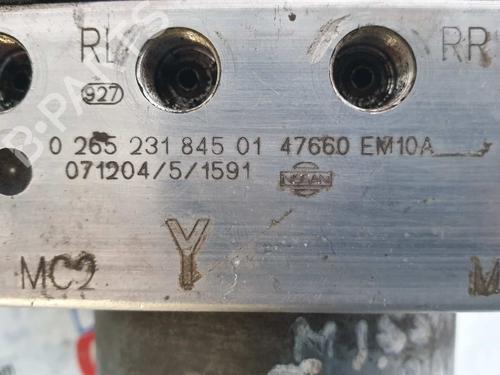 RL RR
927
0 265 231 845 01 47660 EM10A
071204/5/1591 NISSAN
Y
MC2 M
B-PARTS